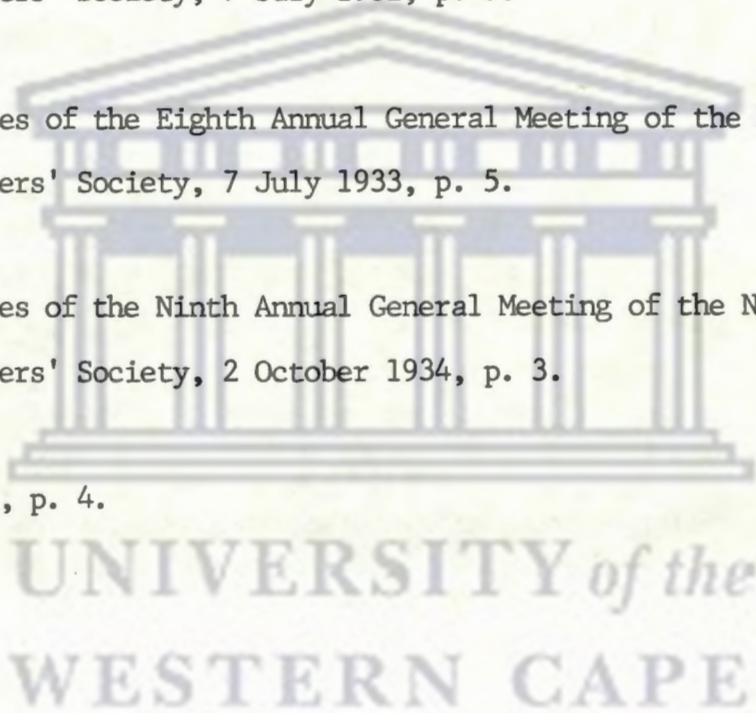 es of the Eighth Annual General Meeting of the
ers' Society, 7 July 1933, p. 5.
es of the Ninth Annual General Meeting of the N
ers' Society, 2 October 1934, p. 3.
, p. 4.
UNIVERSITY of the
WESTERN CAPE